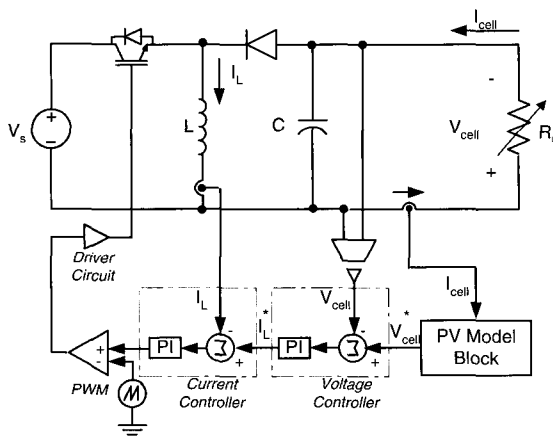 I_cell
I_L
V_s
+
-
L
C
-
V_cell
+
R
Driver
Circuit
I_L
I_L^*
V_cell
V_cell^*
I_cell
PI
Σ
-
+
PI
Σ
-
+
PV Model
Block
+
-
PWM
Current
Controller
Voltage
Controller